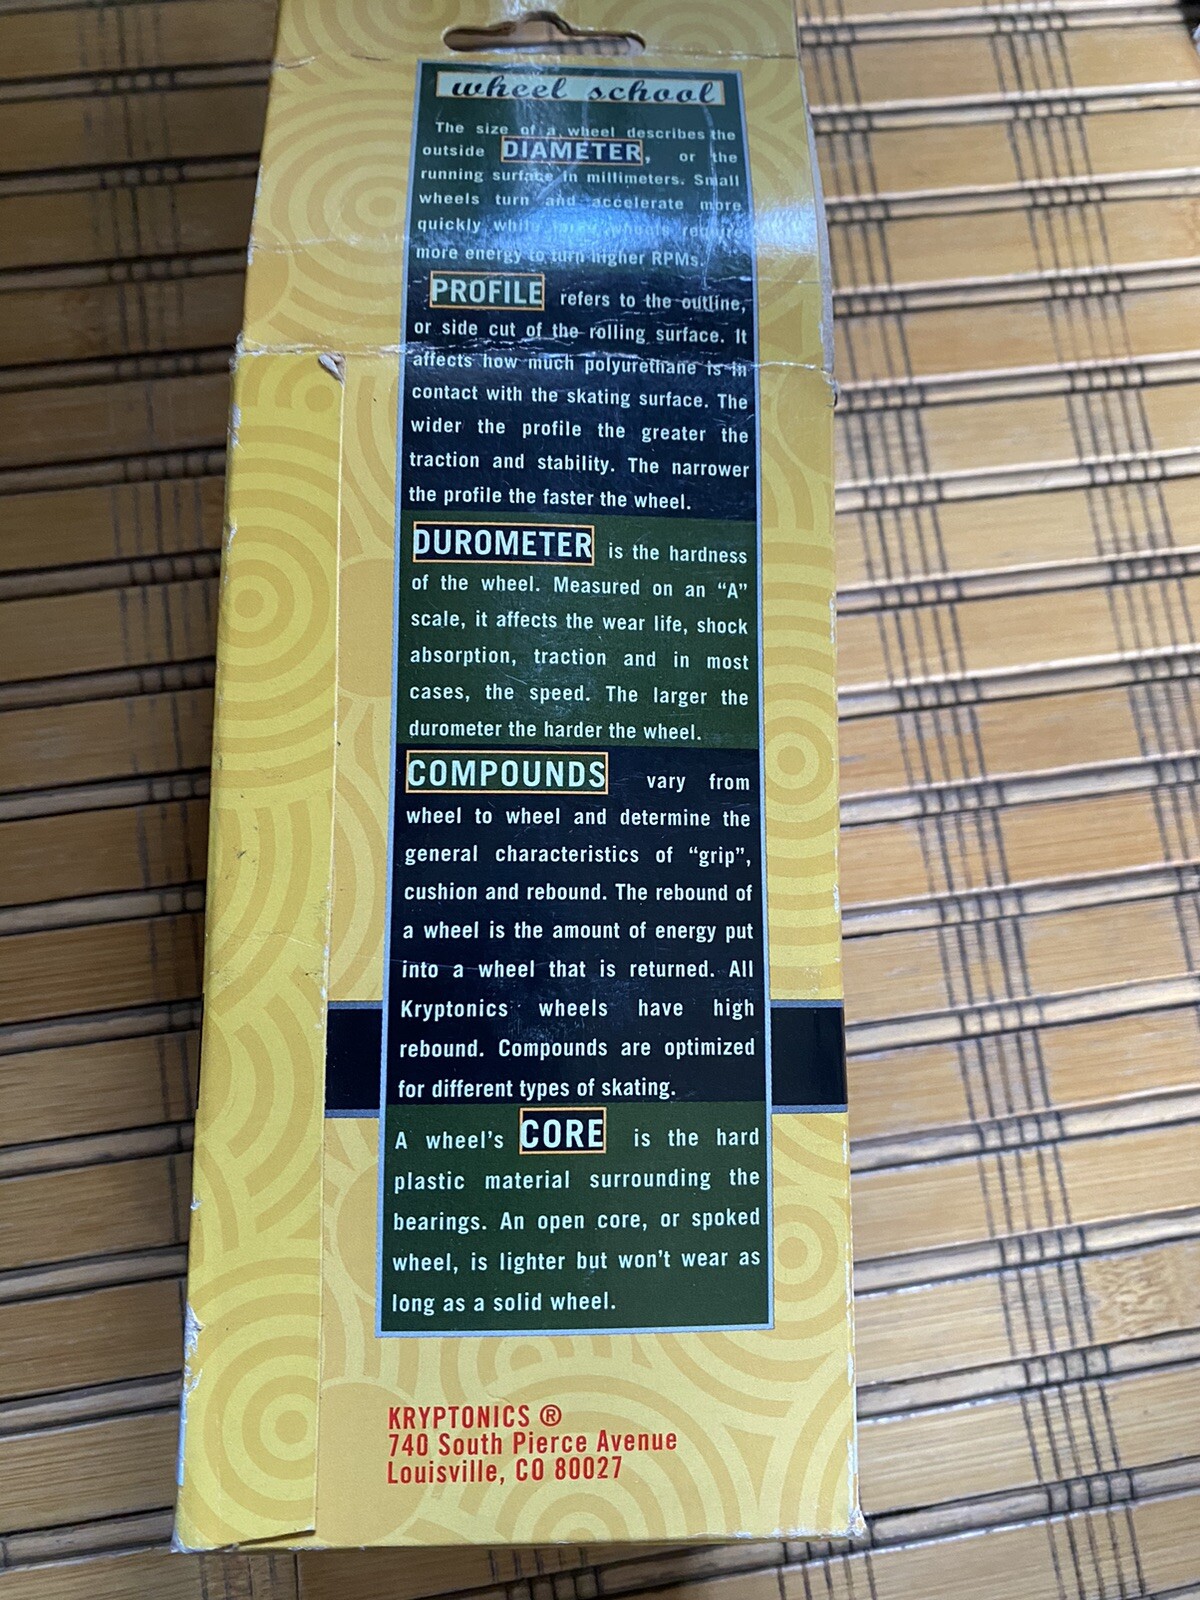 wheel school
The size of a wheel describes the
outside DIAMETER, or the
running surface in millimeters. Small
wheels turn and accelerate more
quickly while large wheels require
more energy to turn higher RPMs.
PROFILE refers to the outline,
or side cut of the rolling surface. It
affects how much polyurethane is in
contact with the skating surface. The
wider the profile the greater the
traction and stability. The narrower
the profile the faster the wheel.
DUROMETER is the hardness
of the wheel. Measured on an “A”
scale, it affects the wear life, shock
absorption, traction and in most
cases, the speed. The larger the
durometer the harder the wheel.
COMPOUNDS vary from
wheel to wheel and determine the
general characteristics of “grip”,
cushion and rebound. The rebound of
a wheel is the amount of energy put
into a wheel that is returned. All
Kryptonics wheels have high
rebound. Compounds are optimized
for different types of skating.
A wheel’s CORE is the hard
plastic material surrounding the
bearings. An open core, or spoked
wheel, is lighter but won’t wear as
long as a solid wheel.
KRYPTONICS ®
740 South Pierce Avenue
Louisville, CO 80027